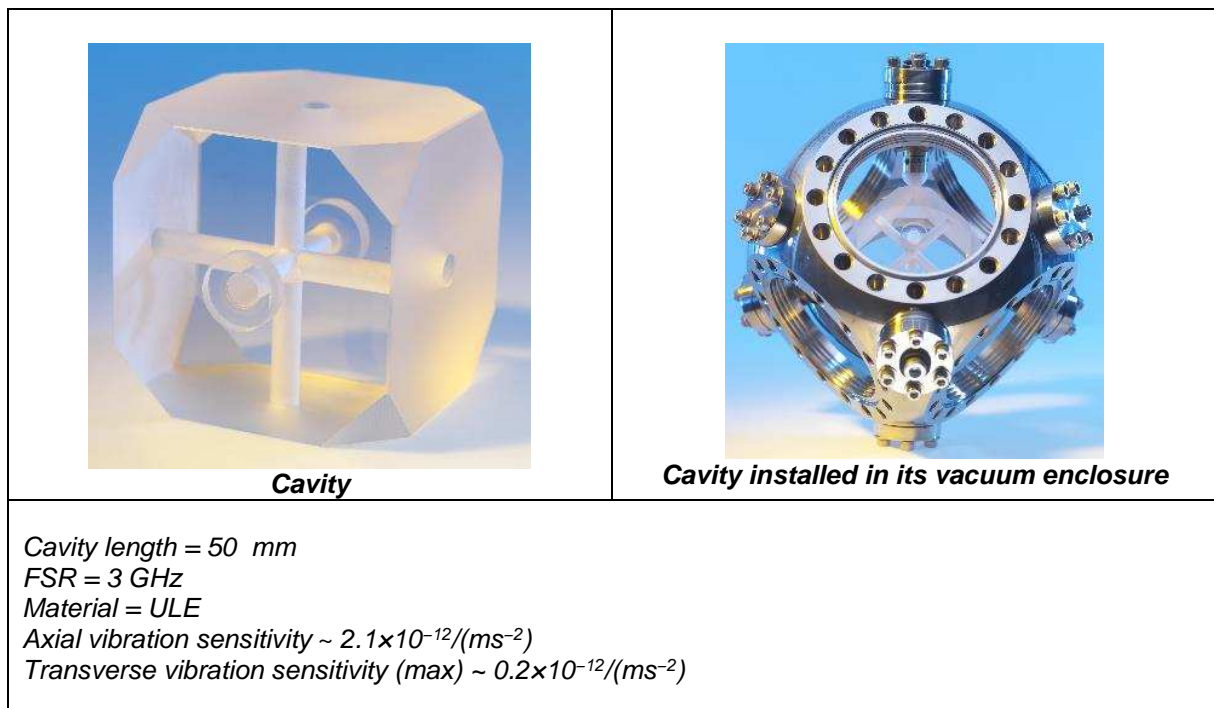 Cavity
Cavity installed in its vacuum enclosure
Cavity length = 50 mm
FSR = 3 GHz
Material = ULE
Axial vibration sensitivity ~ 2.1×10⁻¹²/(ms⁻²)
Transverse vibration sensitivity (max) ~ 0.2×10⁻¹²/(ms⁻²)